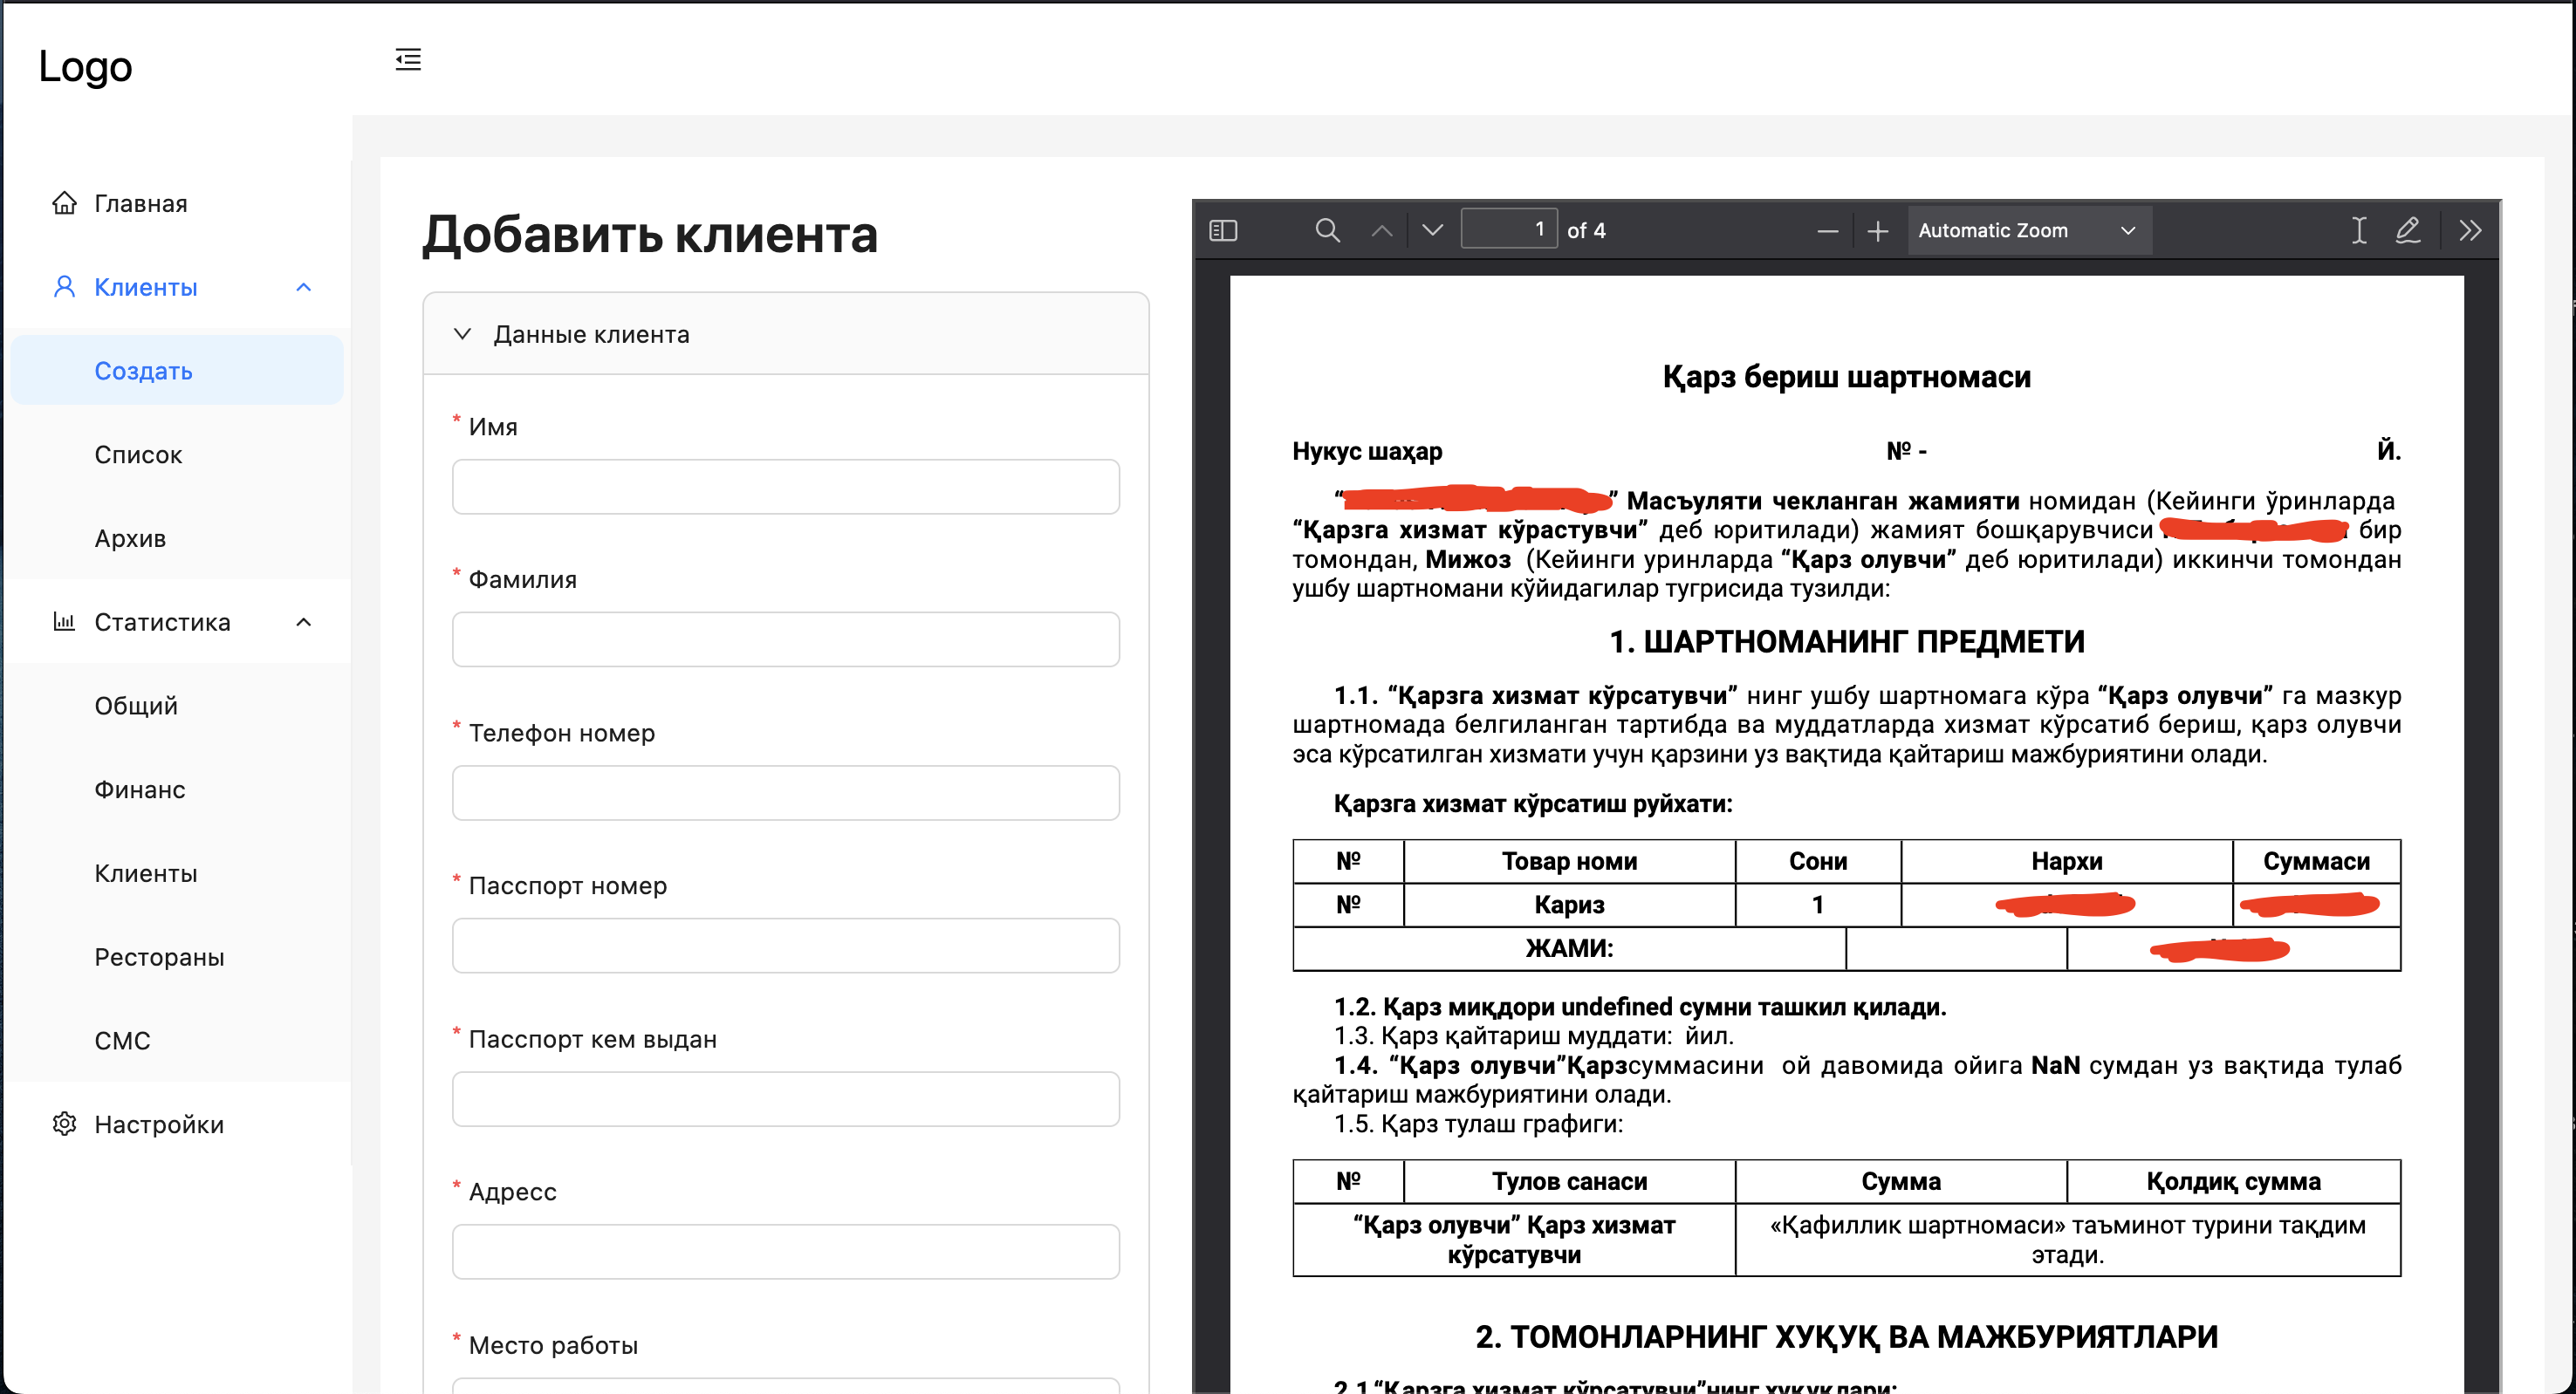 Logo
Главная
Клиенты
Создать
Список
Архив
Статистика
Общий
Финанс
Клиенты
Рестораны
СМС
Настройки
Добавить клиента
Данные клиента
* Имя
* Фамилия
* Телефон номер
* Пасспорт номер
* Пасспорт кем выдан
* Адресс
* Место работы
1 of 4
Automatic Zoom
Қарз бериш шартномаси
Нукус шаҳар № - Й.
“ ” Масъуляти чекланган жамияти номидан (Кейинги ўринларда
“Қарзга хизмат кўрастувчи” деб юритилади) жамият бошқарувчиси бир
томондан, Мижоз (Кейинги уринларда “Қарз олувчи” деб юритилади) иккинчи томондан
ушбу шартномани кўйидагилар тугрисида тузилди:
1. ШАРТНОМАНИНГ ПРЕДМЕТИ
1.1. “Қарзга хизмат кўрсатувчи” нинг ушбу шартномага кўра “Қарз олувчи” га мазкур
шартномада белгиланган тартибда ва муддатларда хизмат кўрсатиб бериш, қарз олувчи
эса кўрсатилган хизмати учун қарзини уз вақтида қайтариш мажбуриятини олади.
Қарзга хизмат кўрсатиш руйхати:
№ Товар номи Сони Нархи Суммаси
№ Кариз 1
ЖАМИ:
1.2. Қарз миқдори undefined сумни ташкил қилади.
1.3. Қарз қайтариш муддати: йил.
1.4. “Қарз олувчи”Қарзсуммасини ой давомида ойига NaN сумдан уз вақтида тулаб
қайтариш мажбуриятини олади.
1.5. Қарз тулаш графиги:
№ Тулов санаси Сумма Қолдиқ сумма
“Қарз олувчи” Қарз хизмат
кўрсатувчи
«Қафиллик шартномаси» таъминот турини тақдим
этади.
2. ТОМОНЛАРНИНГ ХУҚУҚ ВА МАЖБУРИЯТЛАРИ
2.1“Қарзга хизмат кўрсатувчи”нинг хуқуқлари: